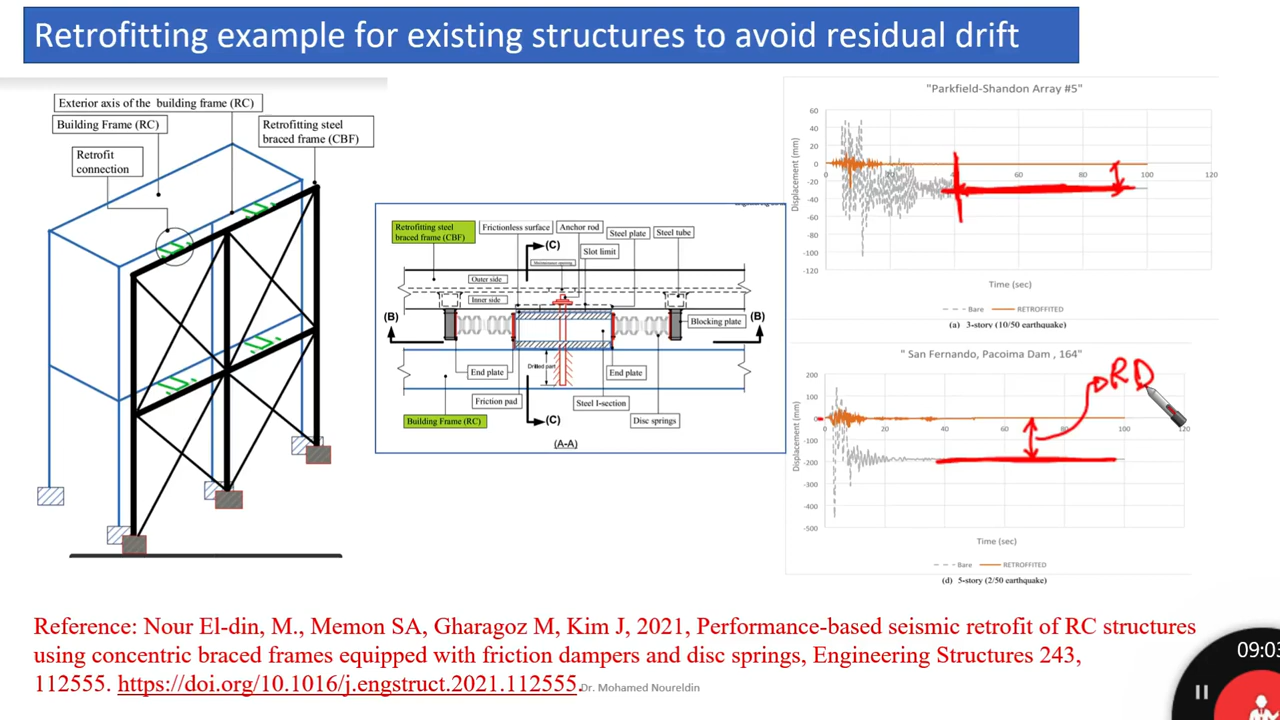 Retrofitting example for existing structures to avoid residual drift
Exterior axis of the building frame (RC)
Building Frame (RC)
Retrofitting steel
braced frame (CBF)
Retrofit
connection
Retrofitting steel
braced frame (CBF)
Frictionless surface
Anchor rod
Steel plate
Steel tube
(C)
Slot limit
Outer side
Inner side
(B)
(B)
Blocking plate
End plate
Drilled part
End plate
Friction pad
Steel I-section
Building Frame (RC)
(C)
Disc springs
(A-A)
"Parkfield-Shandon Array #5"
Displacement (mm)
60
40
20
0
-20
-40
-60
-80
-100
-120
0 20 40 60 80 100 120
Time (sec)
Bare RETROFFITED
(a) 3-story (10/50 earthquake)
" San Fernando, Pacoima Dam , 164"
RD
Displacement (mm)
200
100
0
-100
-200
-300
-400
-500
0 20 40 60 80 100 120
Time (sec)
Bare RETROFFITED
(d) 5-story (2/50 earthquake)
Reference: Nour El-din, M., Memon SA, Gharagoz M, Kim J, 2021, Performance-based seismic retrofit of RC structures
using concentric braced frames equipped with friction dampers and disc springs, Engineering Structures 243,
112555. https://doi.org/10.1016/j.engstruct.2021.112555.
Dr. Mohamed Noureldin
09:03